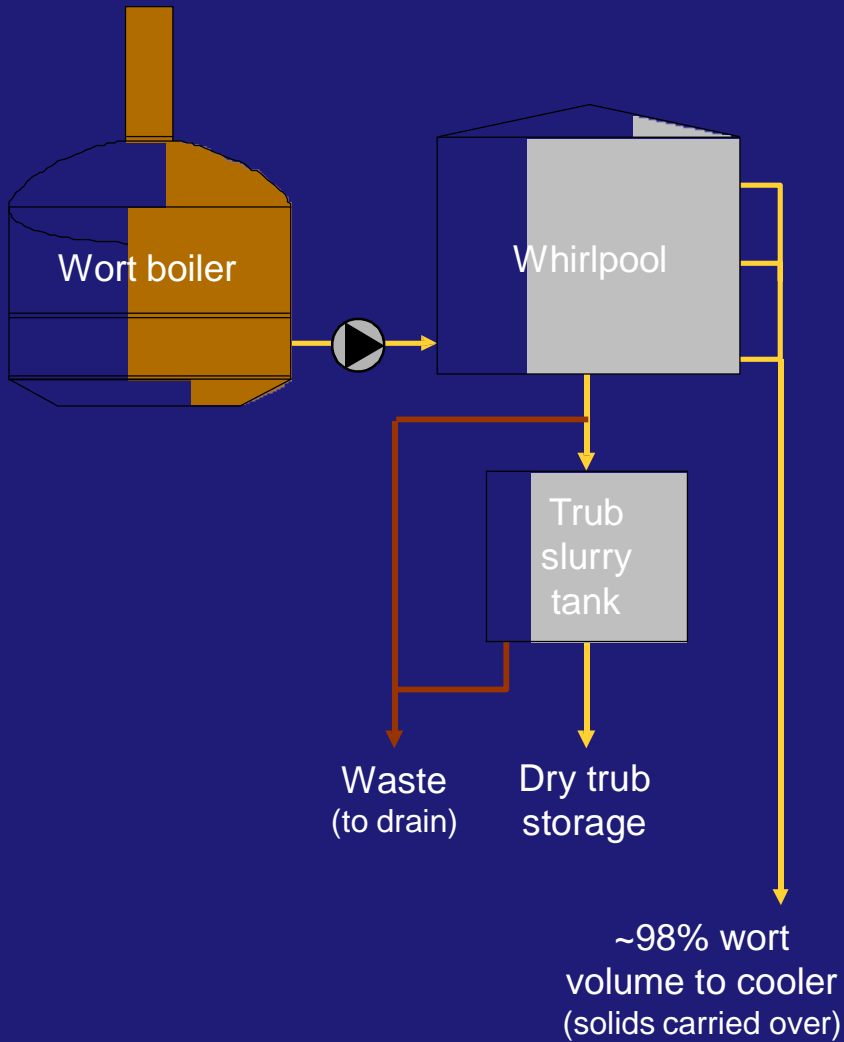 Wort boiler
Whirlpool
Trub
slurry
tank
Waste
(to drain)
Dry trub
storage
~98% wort
volume to cooler
(solids carried over)